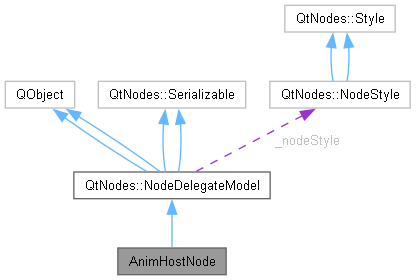 QtNodes::Style
QObject
QtNodes::Serializable
QtNodes::NodeStyle
_nodeStyle
QtNodes::NodeDelegateModel
AnimHostNode